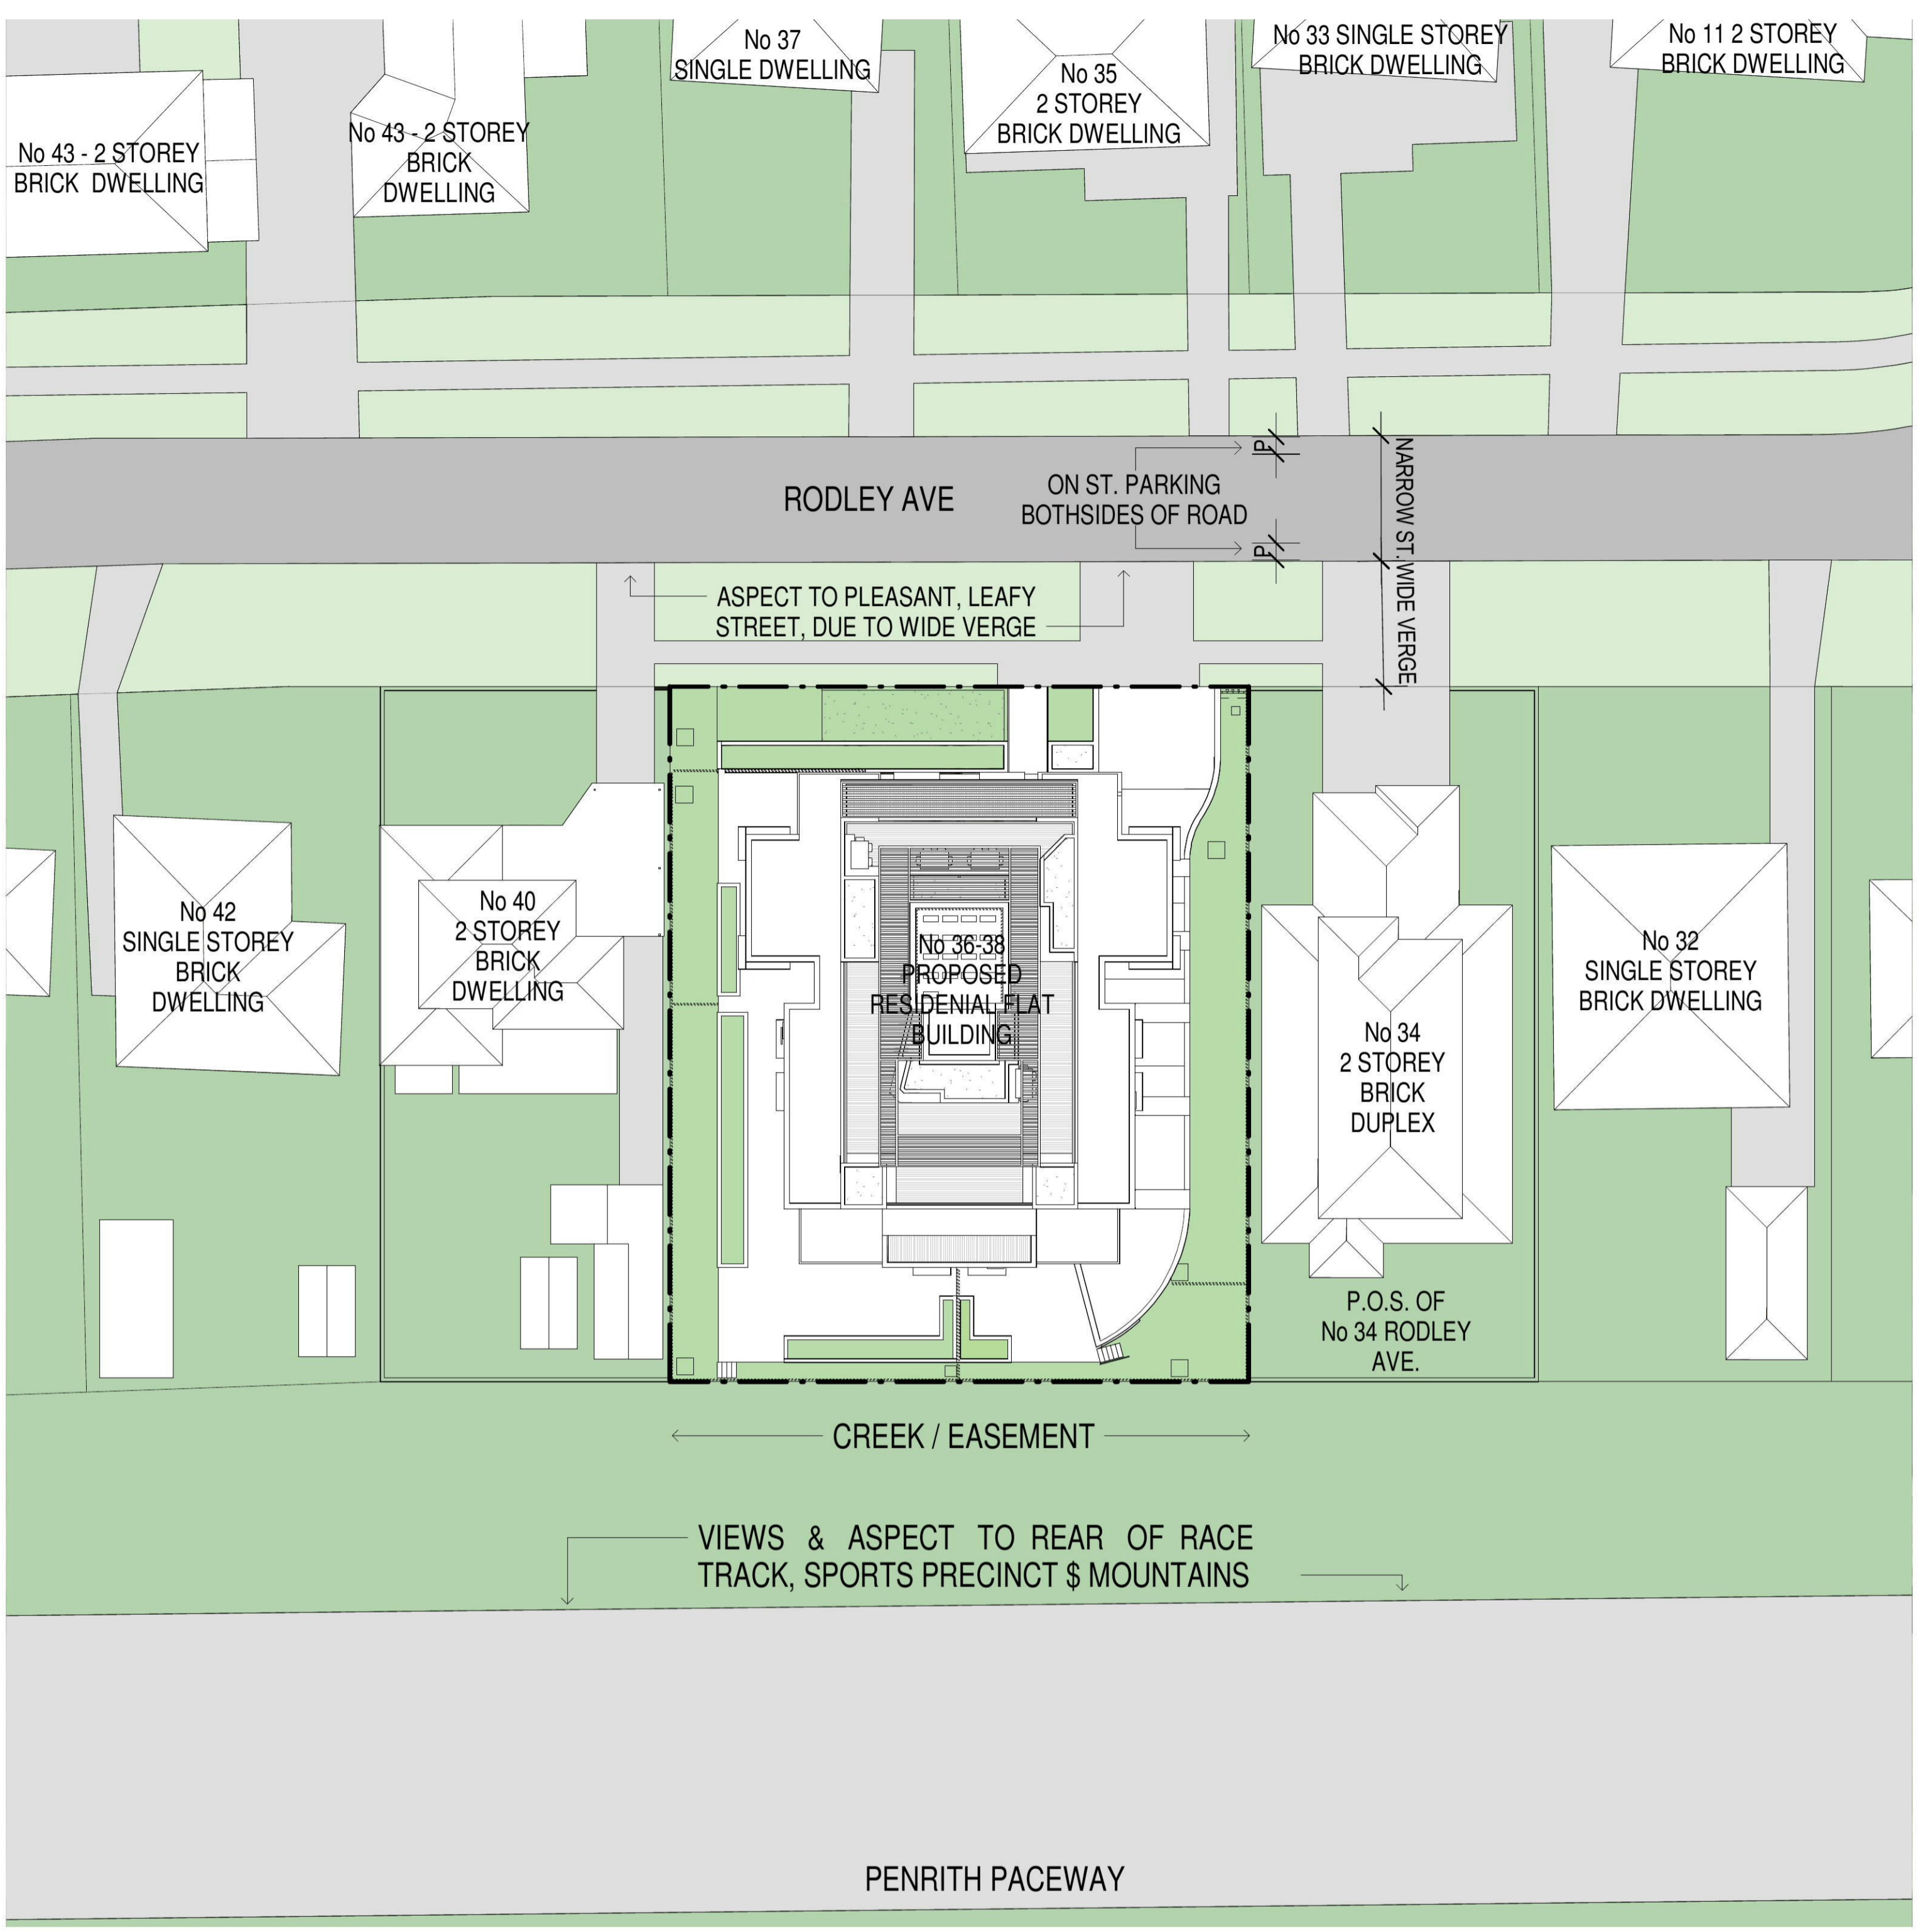 No 37
SINGLE DWELLING
No 35
2 STOREY
BRICK DWELLING
No 33 SINGLE STOREY
BRICK DWELLING
No 11 2 STOREY
BRICK DWELLING
No 43 - 2 STOREY
BRICK DWELLING
No 43 - 2 STOREY
BRICK
DWELLING
RODLEY AVE
ON ST. PARKING
BOTHSIDES OF ROAD
P
P
NARROW ST.
WIDE VERGE
ASPECT TO PLEASANT, LEAFY
STREET, DUE TO WIDE VERGE
No 42
SINGLE STOREY
BRICK
DWELLING
No 40
2 STOREY
BRICK
DWELLING
No 36-38
PROPOSED
RESIDENIAL FLAT
BUILDING
No 34
2 STOREY
BRICK
DUPLEX
No 32
SINGLE STOREY
BRICK DWELLING
P.O.S. OF
No 34 RODLEY
AVE.
CREEK / EASEMENT
VIEWS & ASPECT TO REAR OF RACE
TRACK, SPORTS PRECINCT $ MOUNTAINS
PENRITH PACEWAY